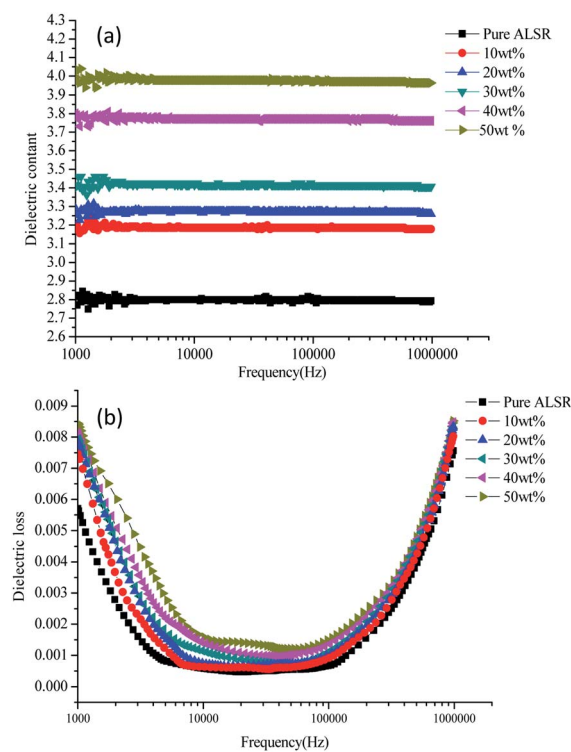 (a)
Dielectric contant
4.3
4.2
4.1
4.0
3.9
3.8
3.7
3.6
3.5
3.4
3.3
3.2
3.1
3.0
2.9
2.8
2.7
2.6
1000 10000 100000 1000000
Frequency(Hz)
Pure ALSR
10wt%
20wt%
30wt%
40wt%
50wt %
(b)
Dielectric loss
0.009
0.008
0.007
0.006
0.005
0.004
0.003
0.002
0.001
0.000
1000 10000 100000 1000000
Frequency(Hz)
Pure ALSR
10wt%
20wt%
30wt%
40wt%
50wt%